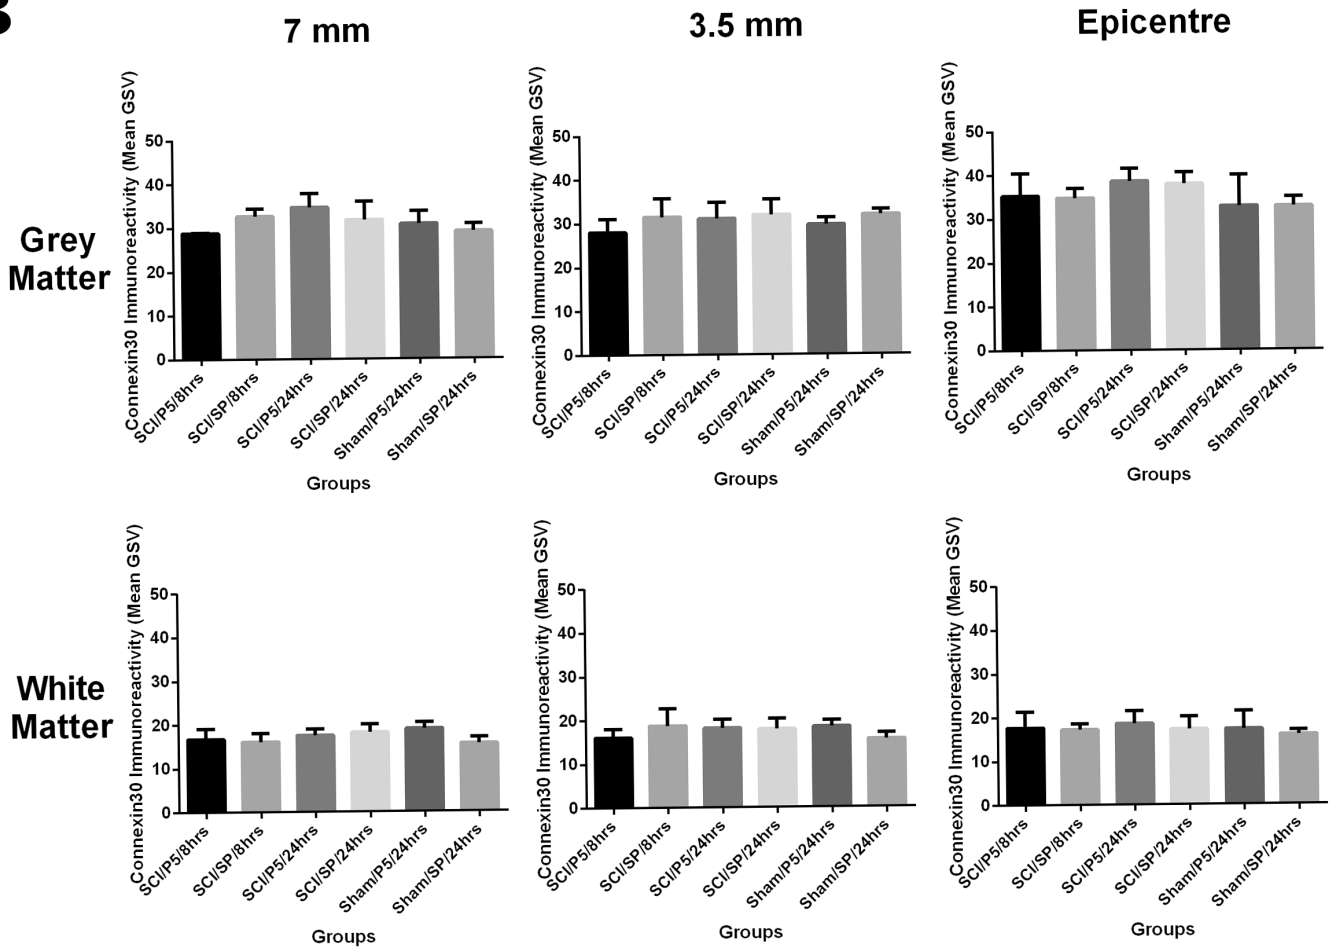 7 mm
3.5 mm
Epicentre
Grey
Matter
Connexin30 Immunoreactivity (Mean GSV)
50
40
30
20
10
0
SCI/P5/8hrs
SCI/SP/8hrs
SCI/P5/24hrs
SCI/SP/24hrs
Sham/P5/24hrs
Sham/SP/24hrs
Groups
Connexin30 Immunoreactivity (Mean GSV)
50
40
30
20
10
0
SCI/P5/8hrs
SCI/SP/8hrs
SCI/P5/24hrs
SCI/SP/24hrs
Sham/P5/24hrs
Sham/SP/24hrs
Groups
Connexin30 Immunoreactivity (Mean GSV)
50
40
30
20
10
0
SCI/P5/8hrs
SCI/SP/8hrs
SCI/P5/24hrs
SCI/SP/24hrs
Sham/P5/24hrs
Sham/SP/24hrs
Groups
White
Matter
Connexin30 Immunoreactivity (Mean GSV)
50
40
30
20
10
0
SCI/P5/8hrs
SCI/SP/8hrs
SCI/P5/24hrs
SCI/SP/24hrs
Sham/P5/24hrs
Sham/SP/24hrs
Groups
Connexin30 Immunoreactivity (Mean GSV)
50
40
30
20
10
0
SCI/P5/8hrs
SCI/SP/8hrs
SCI/P5/24hrs
SCI/SP/24hrs
Sham/P5/24hrs
Sham/SP/24hrs
Groups
Connexin30 Immunoreactivity (Mean GSV)
50
40
30
20
10
0
SCI/P5/8hrs
SCI/SP/8hrs
SCI/P5/24hrs
SCI/SP/24hrs
Sham/P5/24hrs
Sham/SP/24hrs
Groups